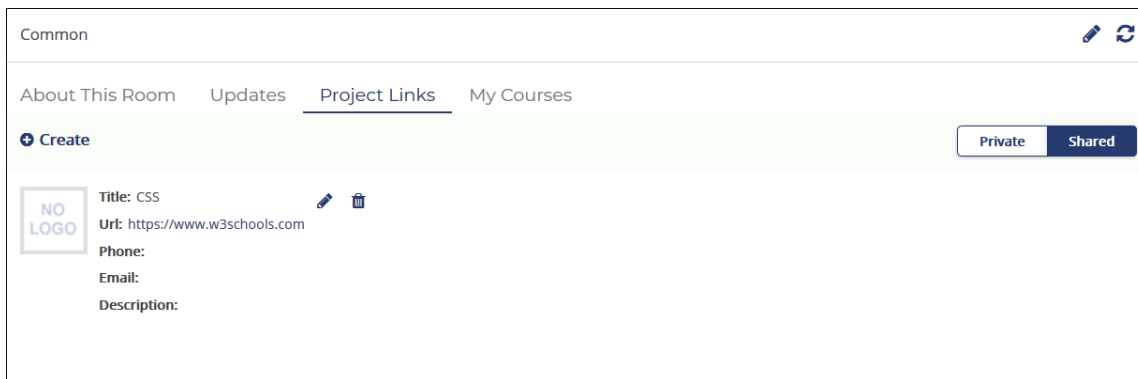 Common
About This Room Updates Project Links My Courses
Create Private Shared
NO
LOGO
Title: CSS
Url: https://www.w3schools.com
Phone:
Email:
Description: